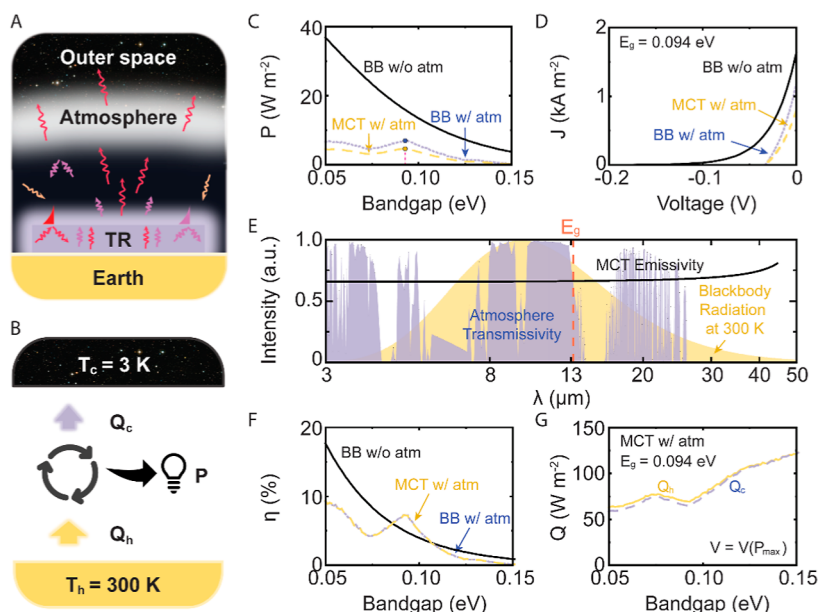 A
Outer space
Atmosphere
TR
Earth
B
T_c = 3 K
Q_c
P
Q_h
T_h = 300 K
C
P (W m⁻²)
40
20
0
BB w/o atm
MCT w/ atm
BB w/ atm
0.05
0.10
0.15
Bandgap (eV)
D
J (kA m⁻²)
2
1
0
E_g = 0.094 eV
BB w/o atm
MCT w/ atm
BB w/ atm
-0.2
-0.1
0
Voltage (V)
E
E_g
Intensity (a.u.)
1.0
0.5
0
MCT Emissivity
Atmosphere
Transmissivity
Blackbody
Radiation
at 300 K
3
8
13
20
30
40
50
λ (μm)
F
η (%)
20
10
0
BB w/o atm
MCT w/ atm
BB w/ atm
0.05
0.10
0.15
Bandgap (eV)
G
Q (W m⁻²)
150
100
50
0
MCT w/ atm
E_g = 0.094 eV
Q_h
Q_c
V = V(P_max)
0.05
0.10
0.15
Bandgap (eV)